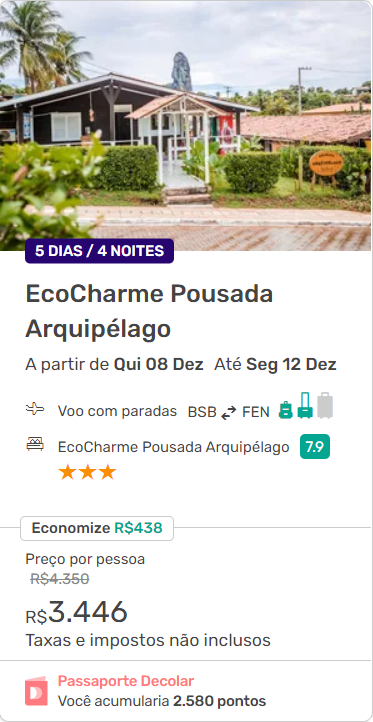 5 DIAS / 4 NOITES
EcoCharme Pousada
Arquipélago
A partir de Qui 08 Dez Até Seg 12 Dez
Voo com paradas BSB FEN
EcoCharme Pousada Arquipélago 7.9
Economize R$438
Preço por pessoa
R$4.350
R$3.446
Taxas e impostos não inclusos
Passaporte Decolar
Você acumularia 2.580 pontos